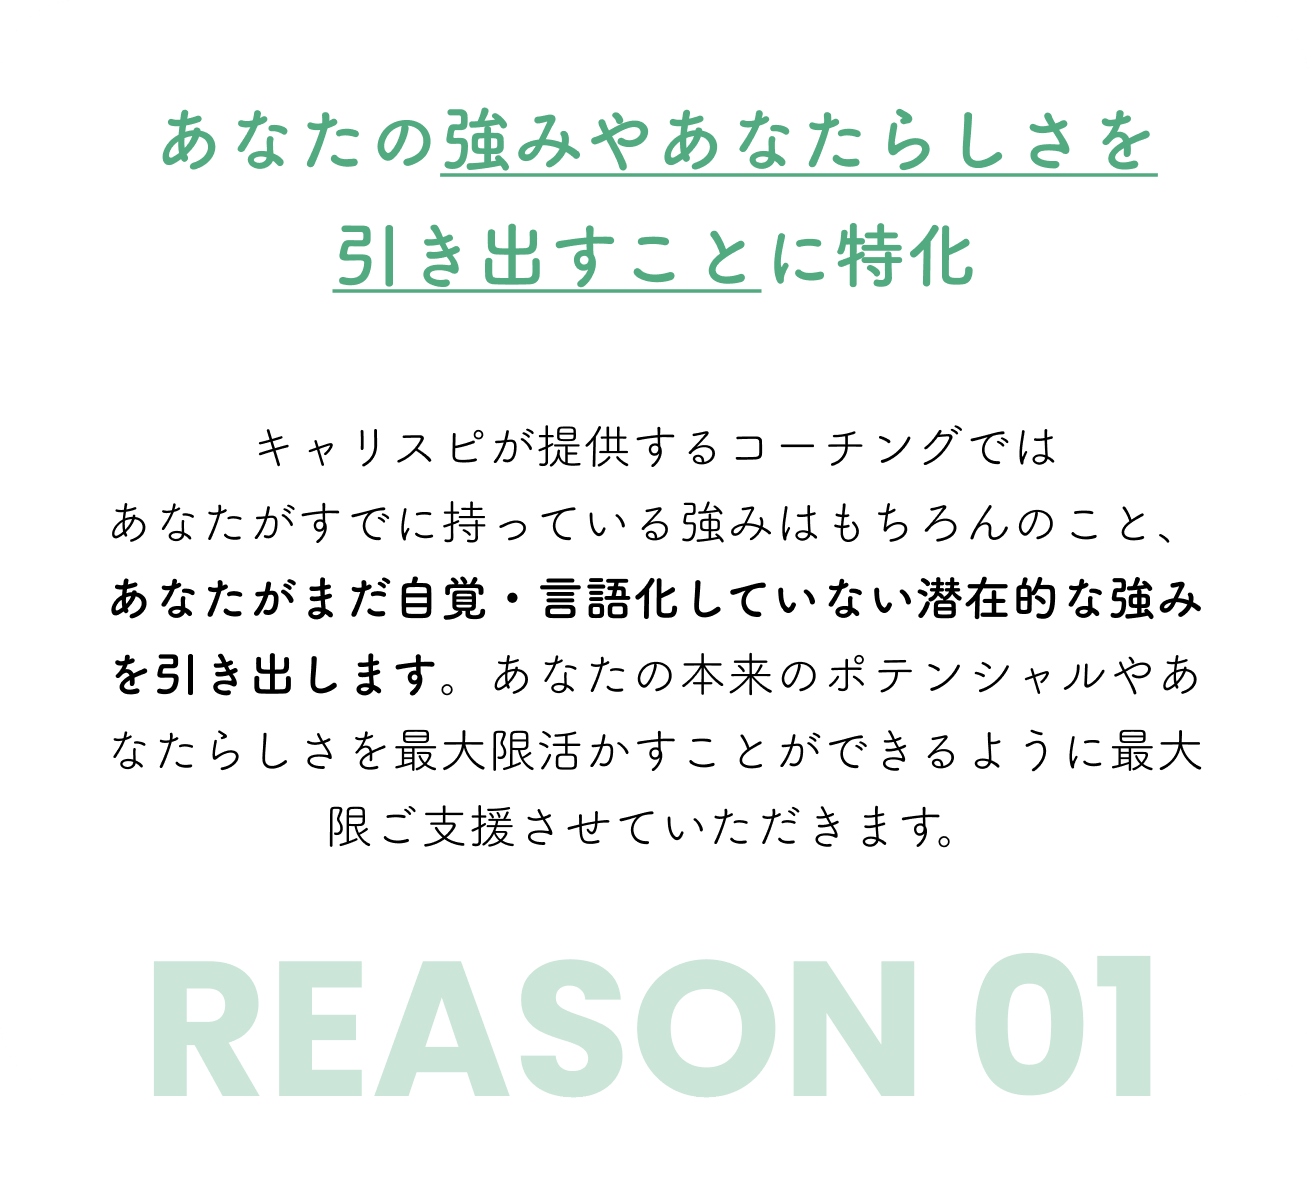 あなたの強みやあなたらしさを
引き出すことに特化
キャリスピが提供するコーチングでは
あなたがすでに持っている強みはもちろんのこと、
あなたがまだ自覚・言語化していない潜在的な強み
を引き出します。あなたの本来のポテンシャルやあ
なたらしさを最大限活かすことができるように最大
限ご支援させていただきます。
REASON 01